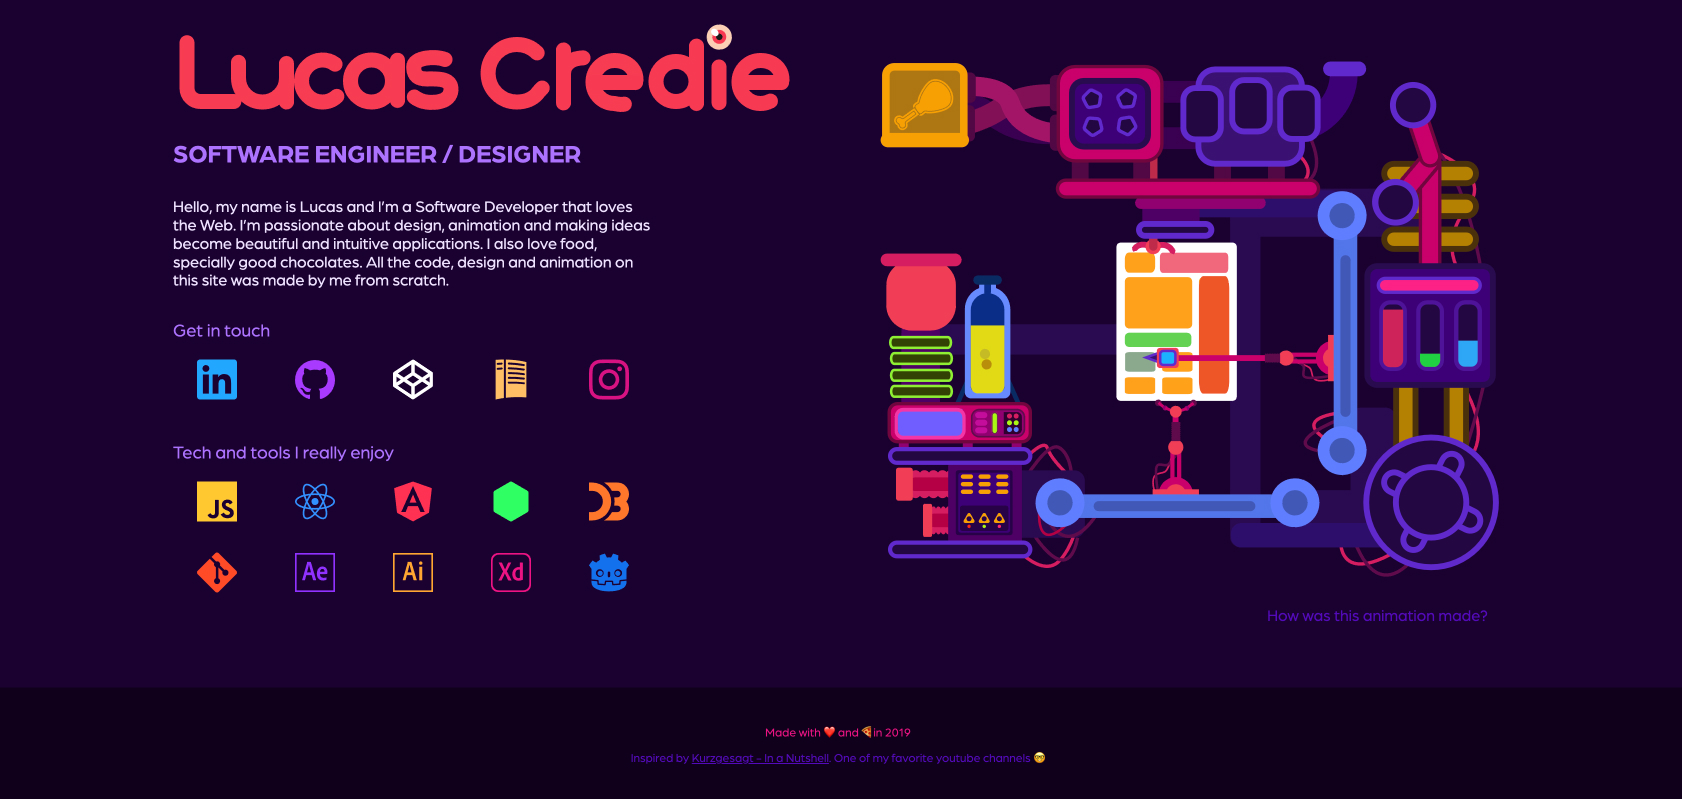 Lucas Credie
SOFTWARE ENGINEER / DESIGNER
Hello, my name is Lucas and I'm a Software Developer that loves
the Web. I'm passionate about design, animation and making ideas
become beautiful and intuitive applications. I also love food,
specially good chocolates. All the code, design and animation on
this site was made by me from scratch.
Get in touch
in
Tech and tools I really enjoy
JS
A
D3
Ae
Ai
Xd
How was this animation made?
Made with ❤️ and 🍕in 2019
Inspired by Kurzgesagt - In a Nutshell. One of my favorite youtube channels 🤓